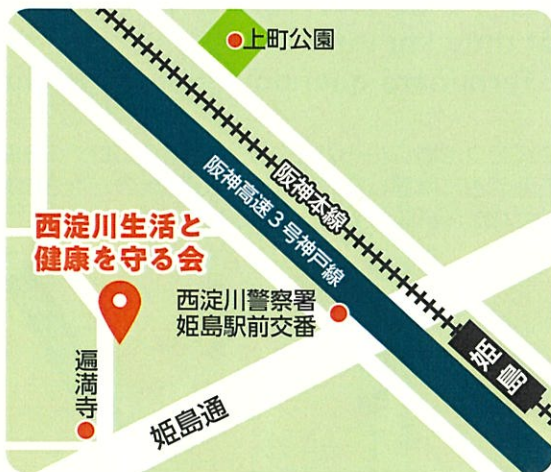 上町公園
阪神本線
阪神高速3号神戸線
西淀川生活と
健康を守る会
西淀川警察署
姫島駅前交番
姫島
遍満寺
姫島通